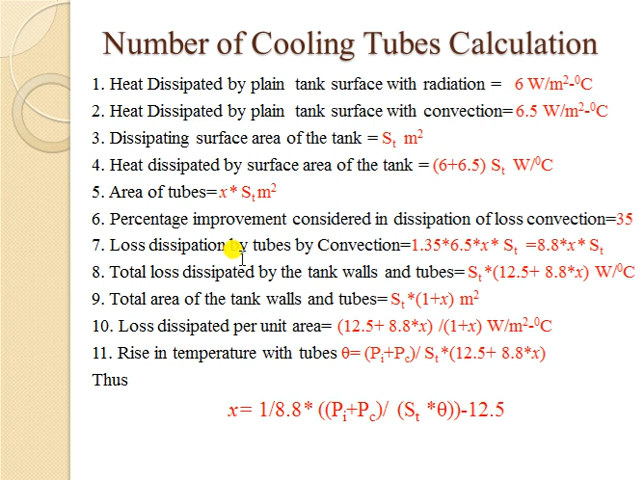 Number of Cooling Tubes Calculation
1. Heat Dissipated by plain tank surface with radiation = 6 W/m²-⁰C
2. Heat Dissipated by plain tank surface with convection= 6.5 W/m²-⁰C
3. Dissipating surface area of the tank = Sₜ m²
4. Heat dissipated by surface area of the tank = (6+6.5) Sₜ W/⁰C
5. Area of tubes= x* Sₜ m²
6. Percentage improvement considered in dissipation of loss convection=35
7. Loss dissipation by tubes by Convection=1.35*6.5*x* Sₜ =8.8*x* Sₜ
8. Total loss dissipated by the tank walls and tubes= Sₜ *(12.5+ 8.8*x) W/⁰C
9. Total area of the tank walls and tubes= Sₜ *(1+x) m²
10. Loss dissipated per unit area= (12.5+ 8.8*x) /(1+x) W/m²-⁰C
11. Rise in temperature with tubes θ= (Pᵢ+P꜀)/ Sₜ *(12.5+ 8.8*x)
Thus
x= 1/8.8* ((Pᵢ+P꜀)/ (Sₜ *θ))-12.5